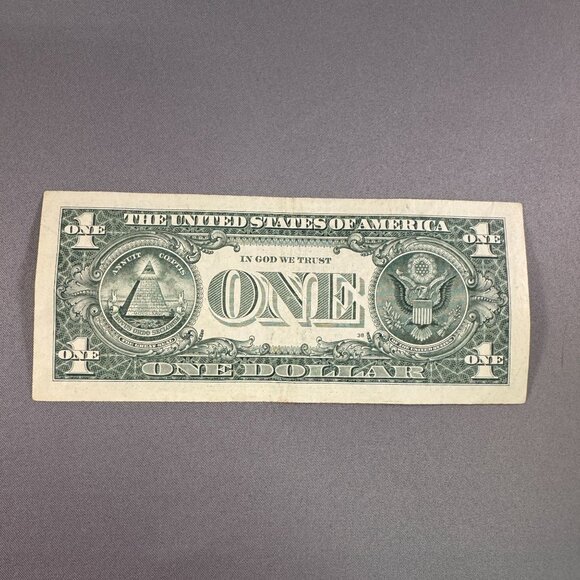 1
ONE
THE UNITED STATES OF AMERICA
1
ONE
ANNUIT COEPTIS
IN GOD WE TRUST
ONE
1
ONE
ONE DOLLAR
1
ONE